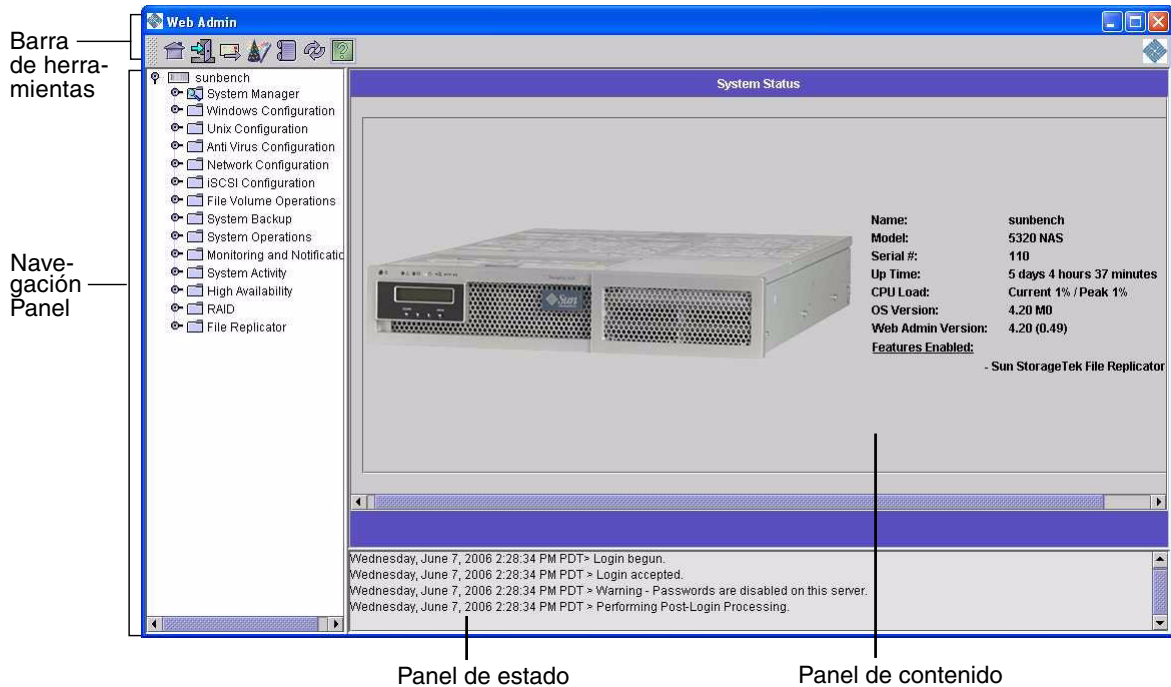 Web Admin
Barra
de herra-
mientas
sunbench
System Manager
Windows Configuration
Unix Configuration
Anti Virus Configuration
Network Configuration
iSCSI Configuration
File Volume Operations
System Backup
System Operations
Monitoring and Notificatio
System Activity
High Availability
RAID
File Replicator
Nave-
gación
Panel
System Status
Sun
Name: sunbench
Model: 5320 NAS
Serial #: 110
Up Time: 5 days 4 hours 37 minutes
CPU Load: Current 1% / Peak 1%
OS Version: 4.20 M0
Web Admin Version: 4.20 (0.49)
Features Enabled:
- Sun StorageTek File Replicator
Wednesday, June 7, 2006 2:28:34 PM PDT> Login begun.
Wednesday, June 7, 2006 2:28:34 PM PDT > Login accepted.
Wednesday, June 7, 2006 2:28:34 PM PDT > Warning - Passwords are disabled on this server.
Wednesday, June 7, 2006 2:28:34 PM PDT > Performing Post-Login Processing.
Panel de estado
Panel de contenido